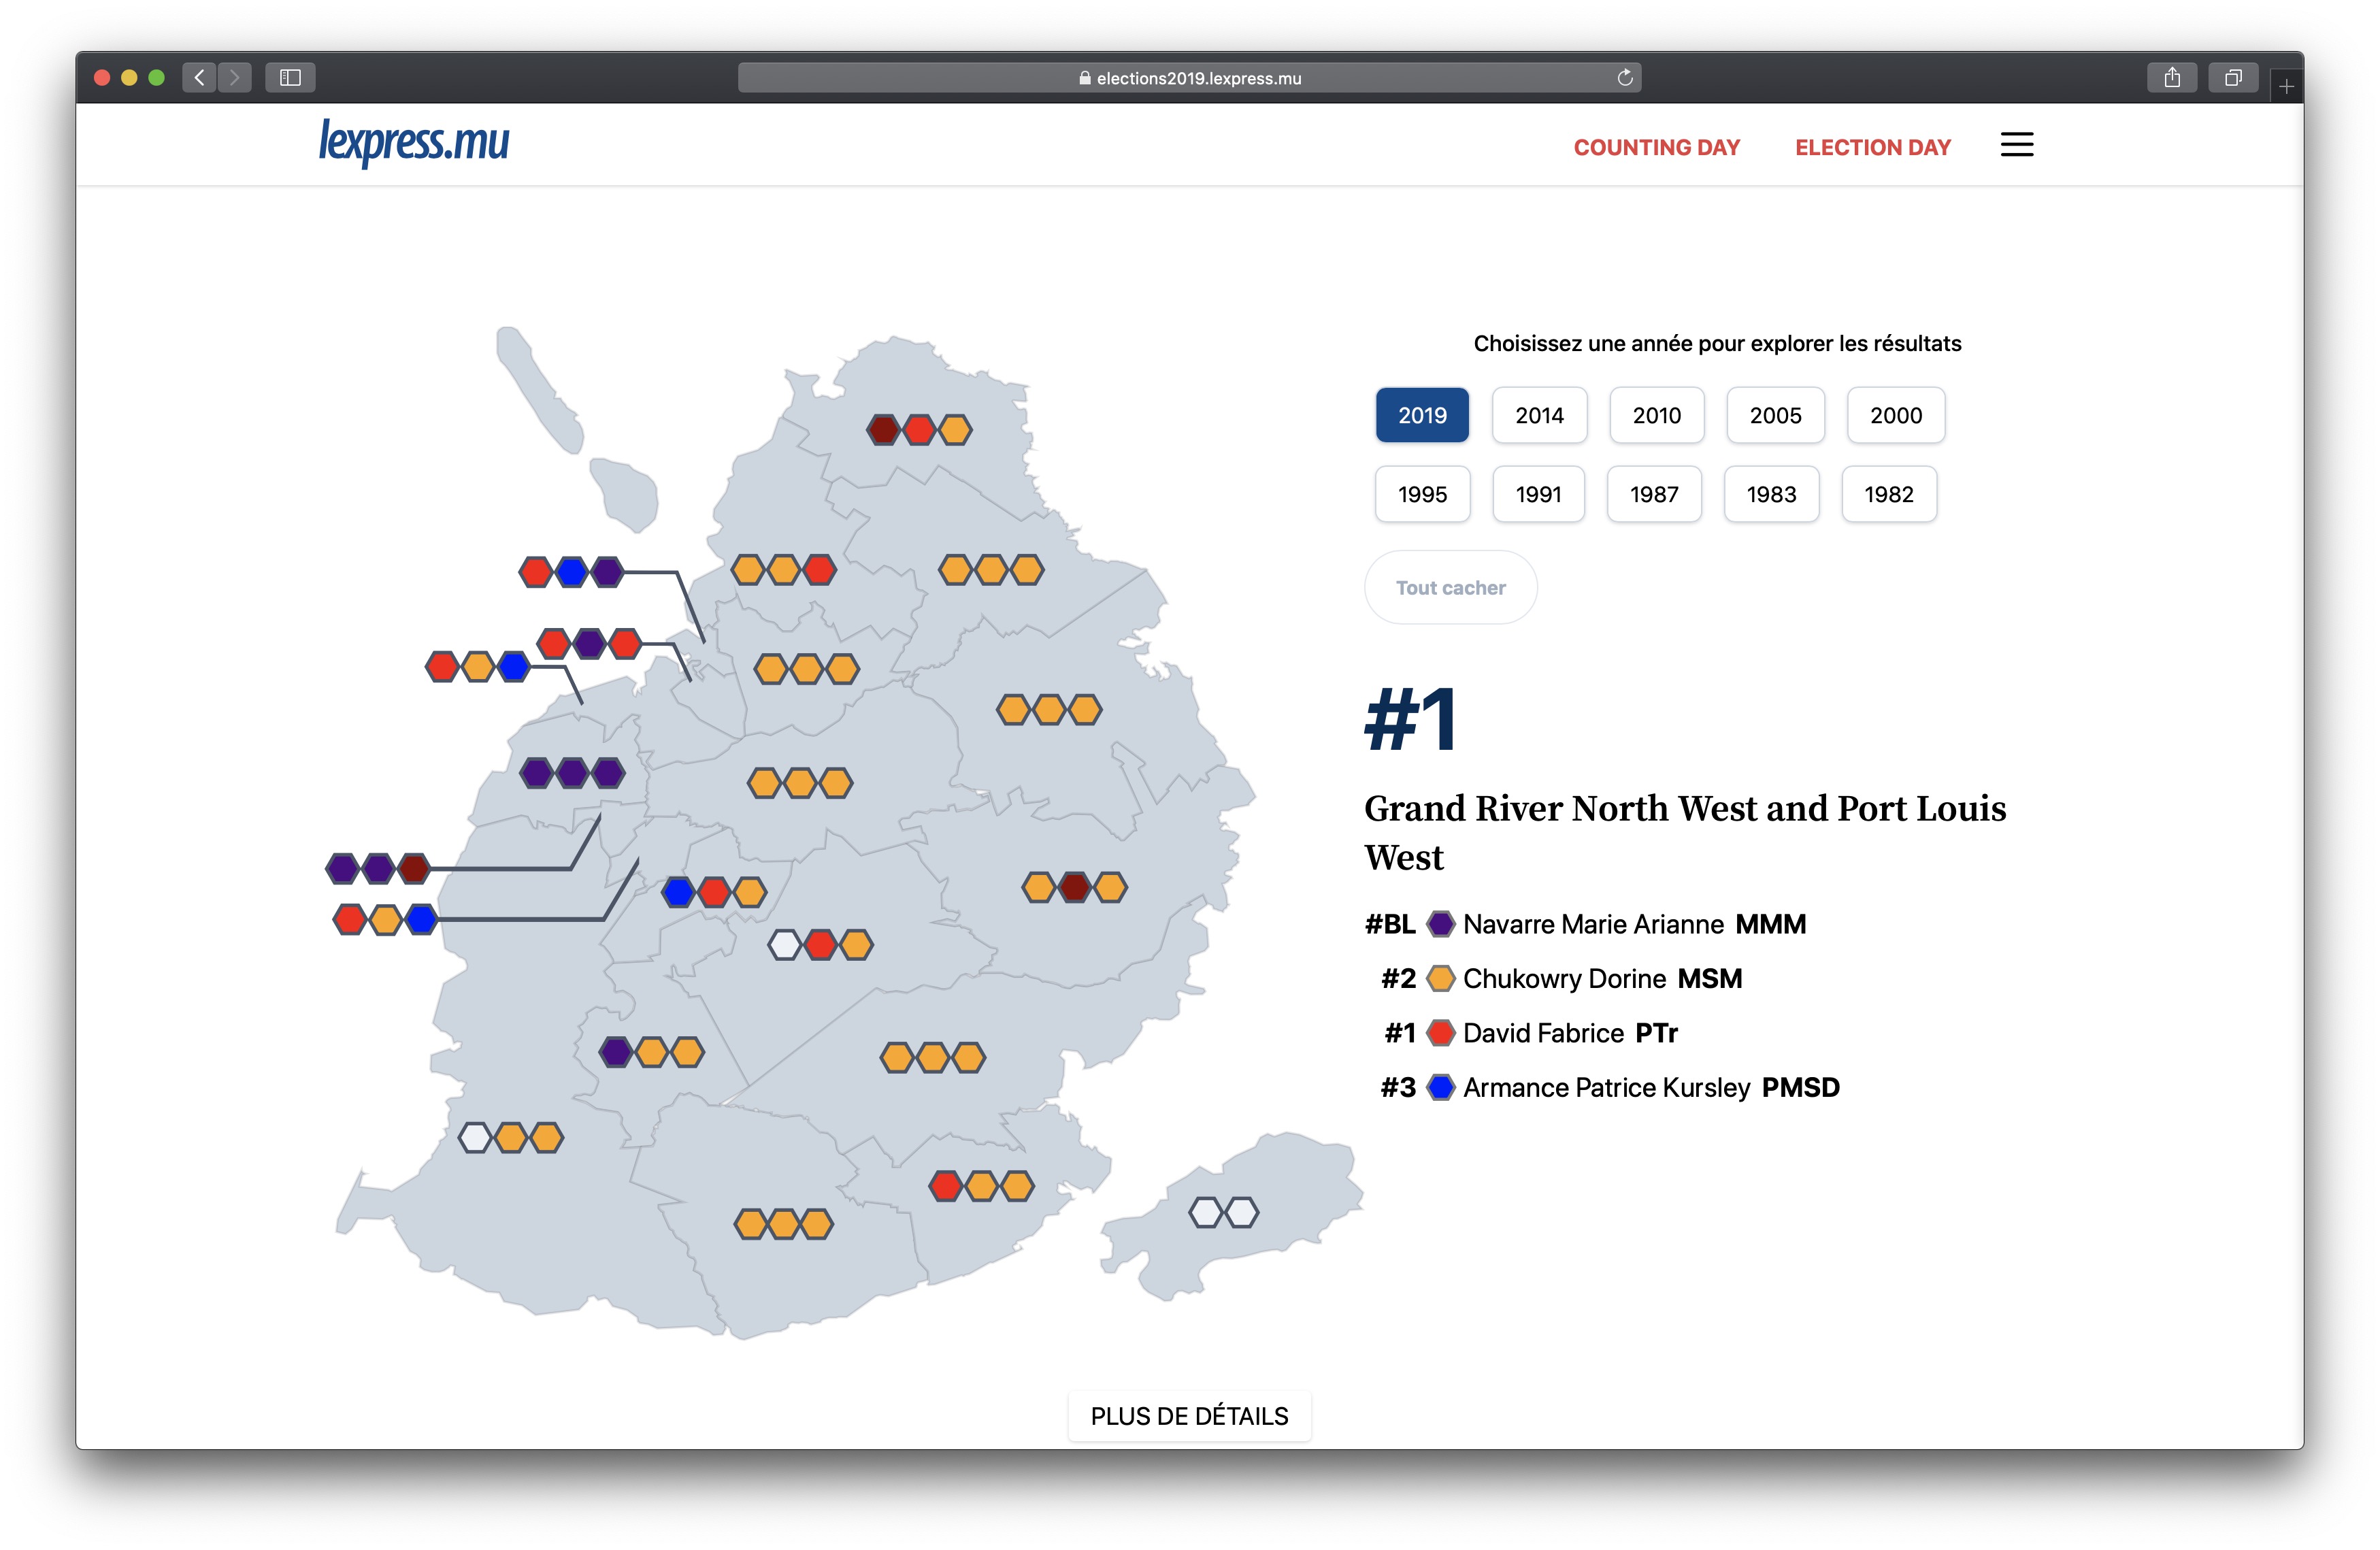 elections2019.lexpress.mu
lexpress.mu
COUNTING DAY
ELECTION DAY
Choisissez une année pour explorer les résultats
2019
2014
2010
2005
2000
1995
1991
1987
1983
1982
Tout cacher
#1
Grand River North West and Port Louis
West
#BL Navarre Marie Arianne MMM
#2 Chukowry Dorine MSM
#1 David Fabrice PTr
#3 Armance Patrice Kursley PMSD
PLUS DE DÉTAILS